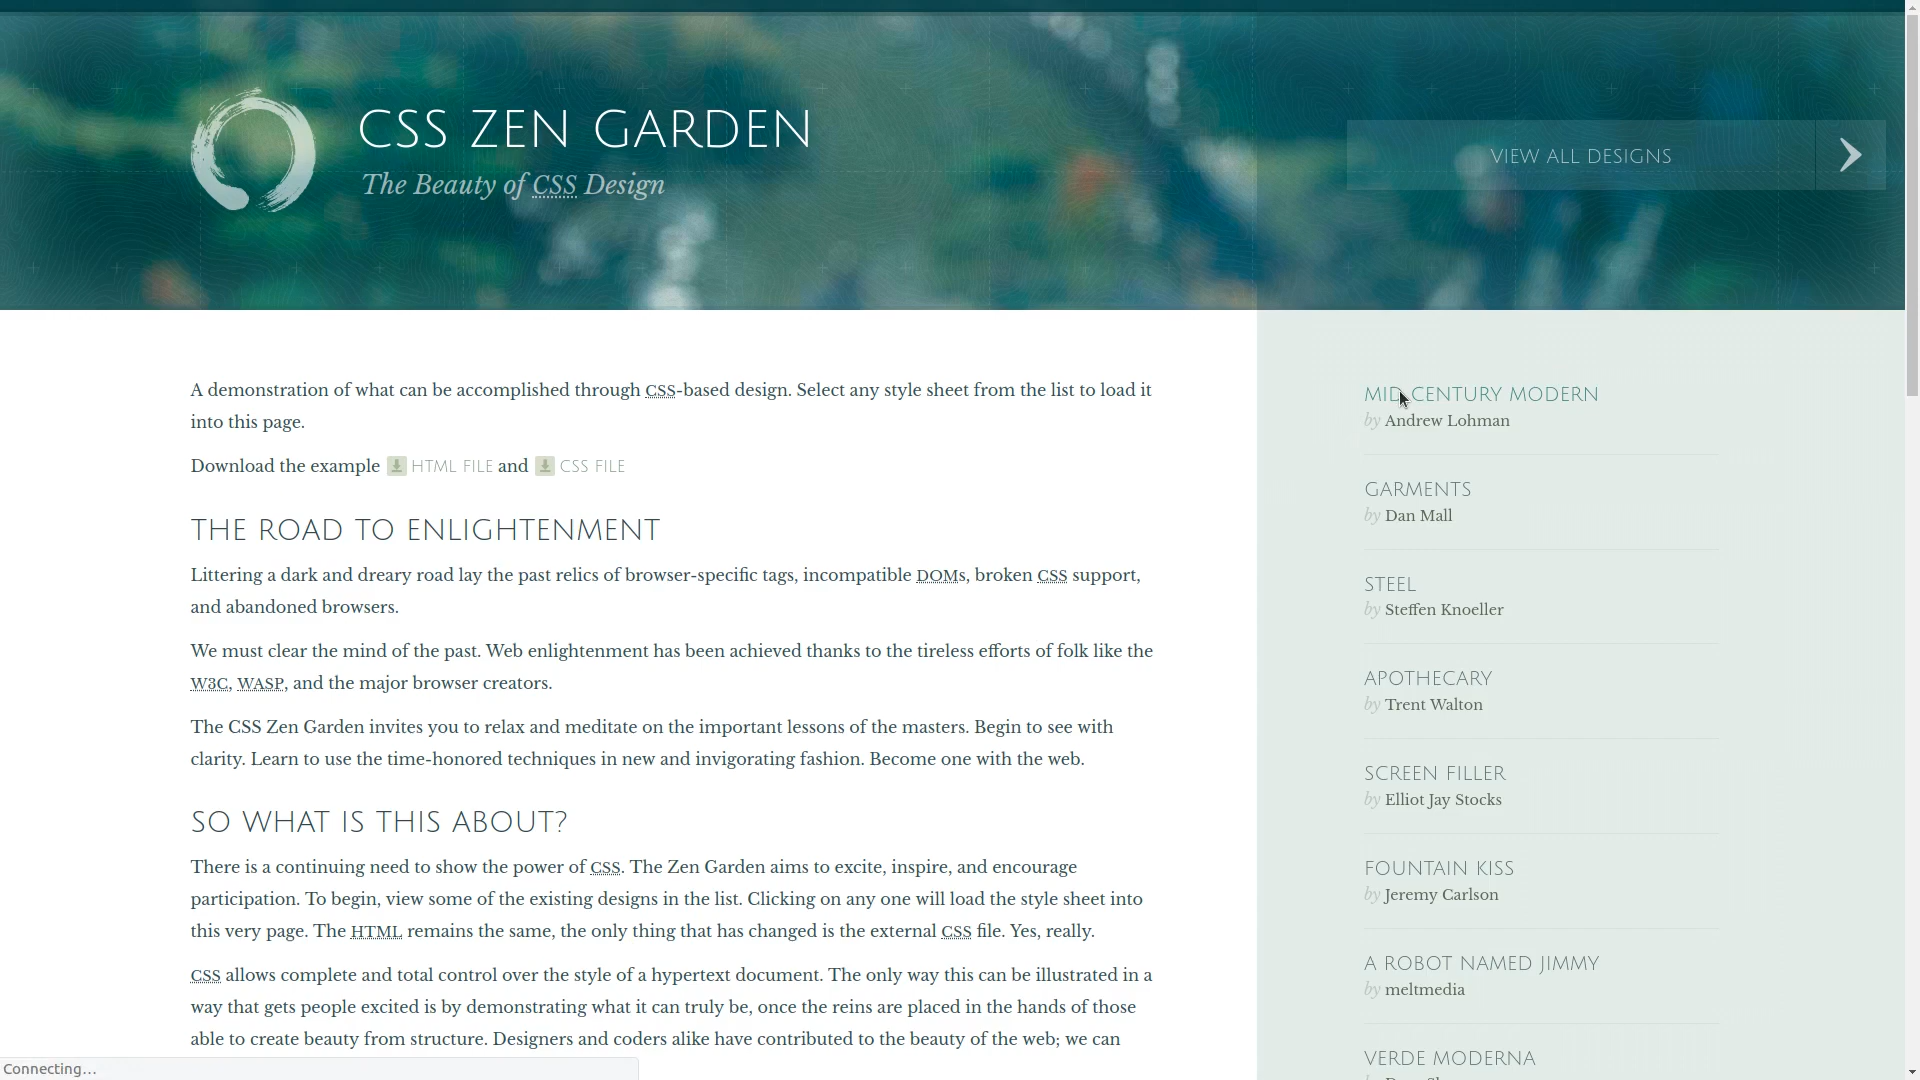 CSS ZEN GARDEN
The Beauty of CSS Design
VIEW ALL DESIGNS
A demonstration of what can be accomplished through CSS-based design. Select any style sheet from the list to load it
into this page.
Download the example HTML FILE and CSS FILE
THE ROAD TO ENLIGHTENMENT
Littering a dark and dreary road lay the past relics of browser-specific tags, incompatible DOMs, broken CSS support,
and abandoned browsers.
We must clear the mind of the past. Web enlightenment has been achieved thanks to the tireless efforts of folk like the
W3C, WASP, and the major browser creators.
The CSS Zen Garden invites you to relax and meditate on the important lessons of the masters. Begin to see with
clarity. Learn to use the time-honored techniques in new and invigorating fashion. Become one with the web.
SO WHAT IS THIS ABOUT?
There is a continuing need to show the power of CSS. The Zen Garden aims to excite, inspire, and encourage
participation. To begin, view some of the existing designs in the list. Clicking on any one will load the style sheet into
this very page. The HTML remains the same, the only thing that has changed is the external CSS file. Yes, really.
CSS allows complete and total control over the style of a hypertext document. The only way this can be illustrated in a
way that gets people excited is by demonstrating what it can truly be, once the reins are placed in the hands of those
able to create beauty from structure. Designers and coders alike have contributed to the beauty of the web; we can
MID CENTURY MODERN
by Andrew Lohman
GARMENTS
by Dan Mall
STEEL
by Steffen Knoeller
APOTHECARY
by Trent Walton
SCREEN FILLER
by Elliot Jay Stocks
FOUNTAIN KISS
by Jeremy Carlson
A ROBOT NAMED JIMMY
by meltmedia
VERDE MODERNA
Connecting…